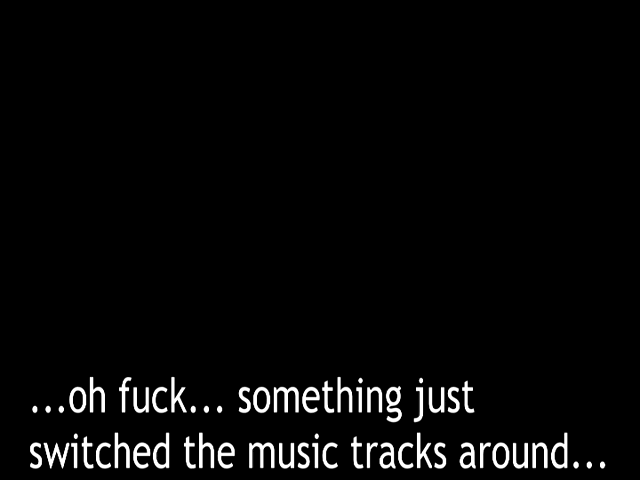 ...oh fuck... something just
switched the music tracks around...